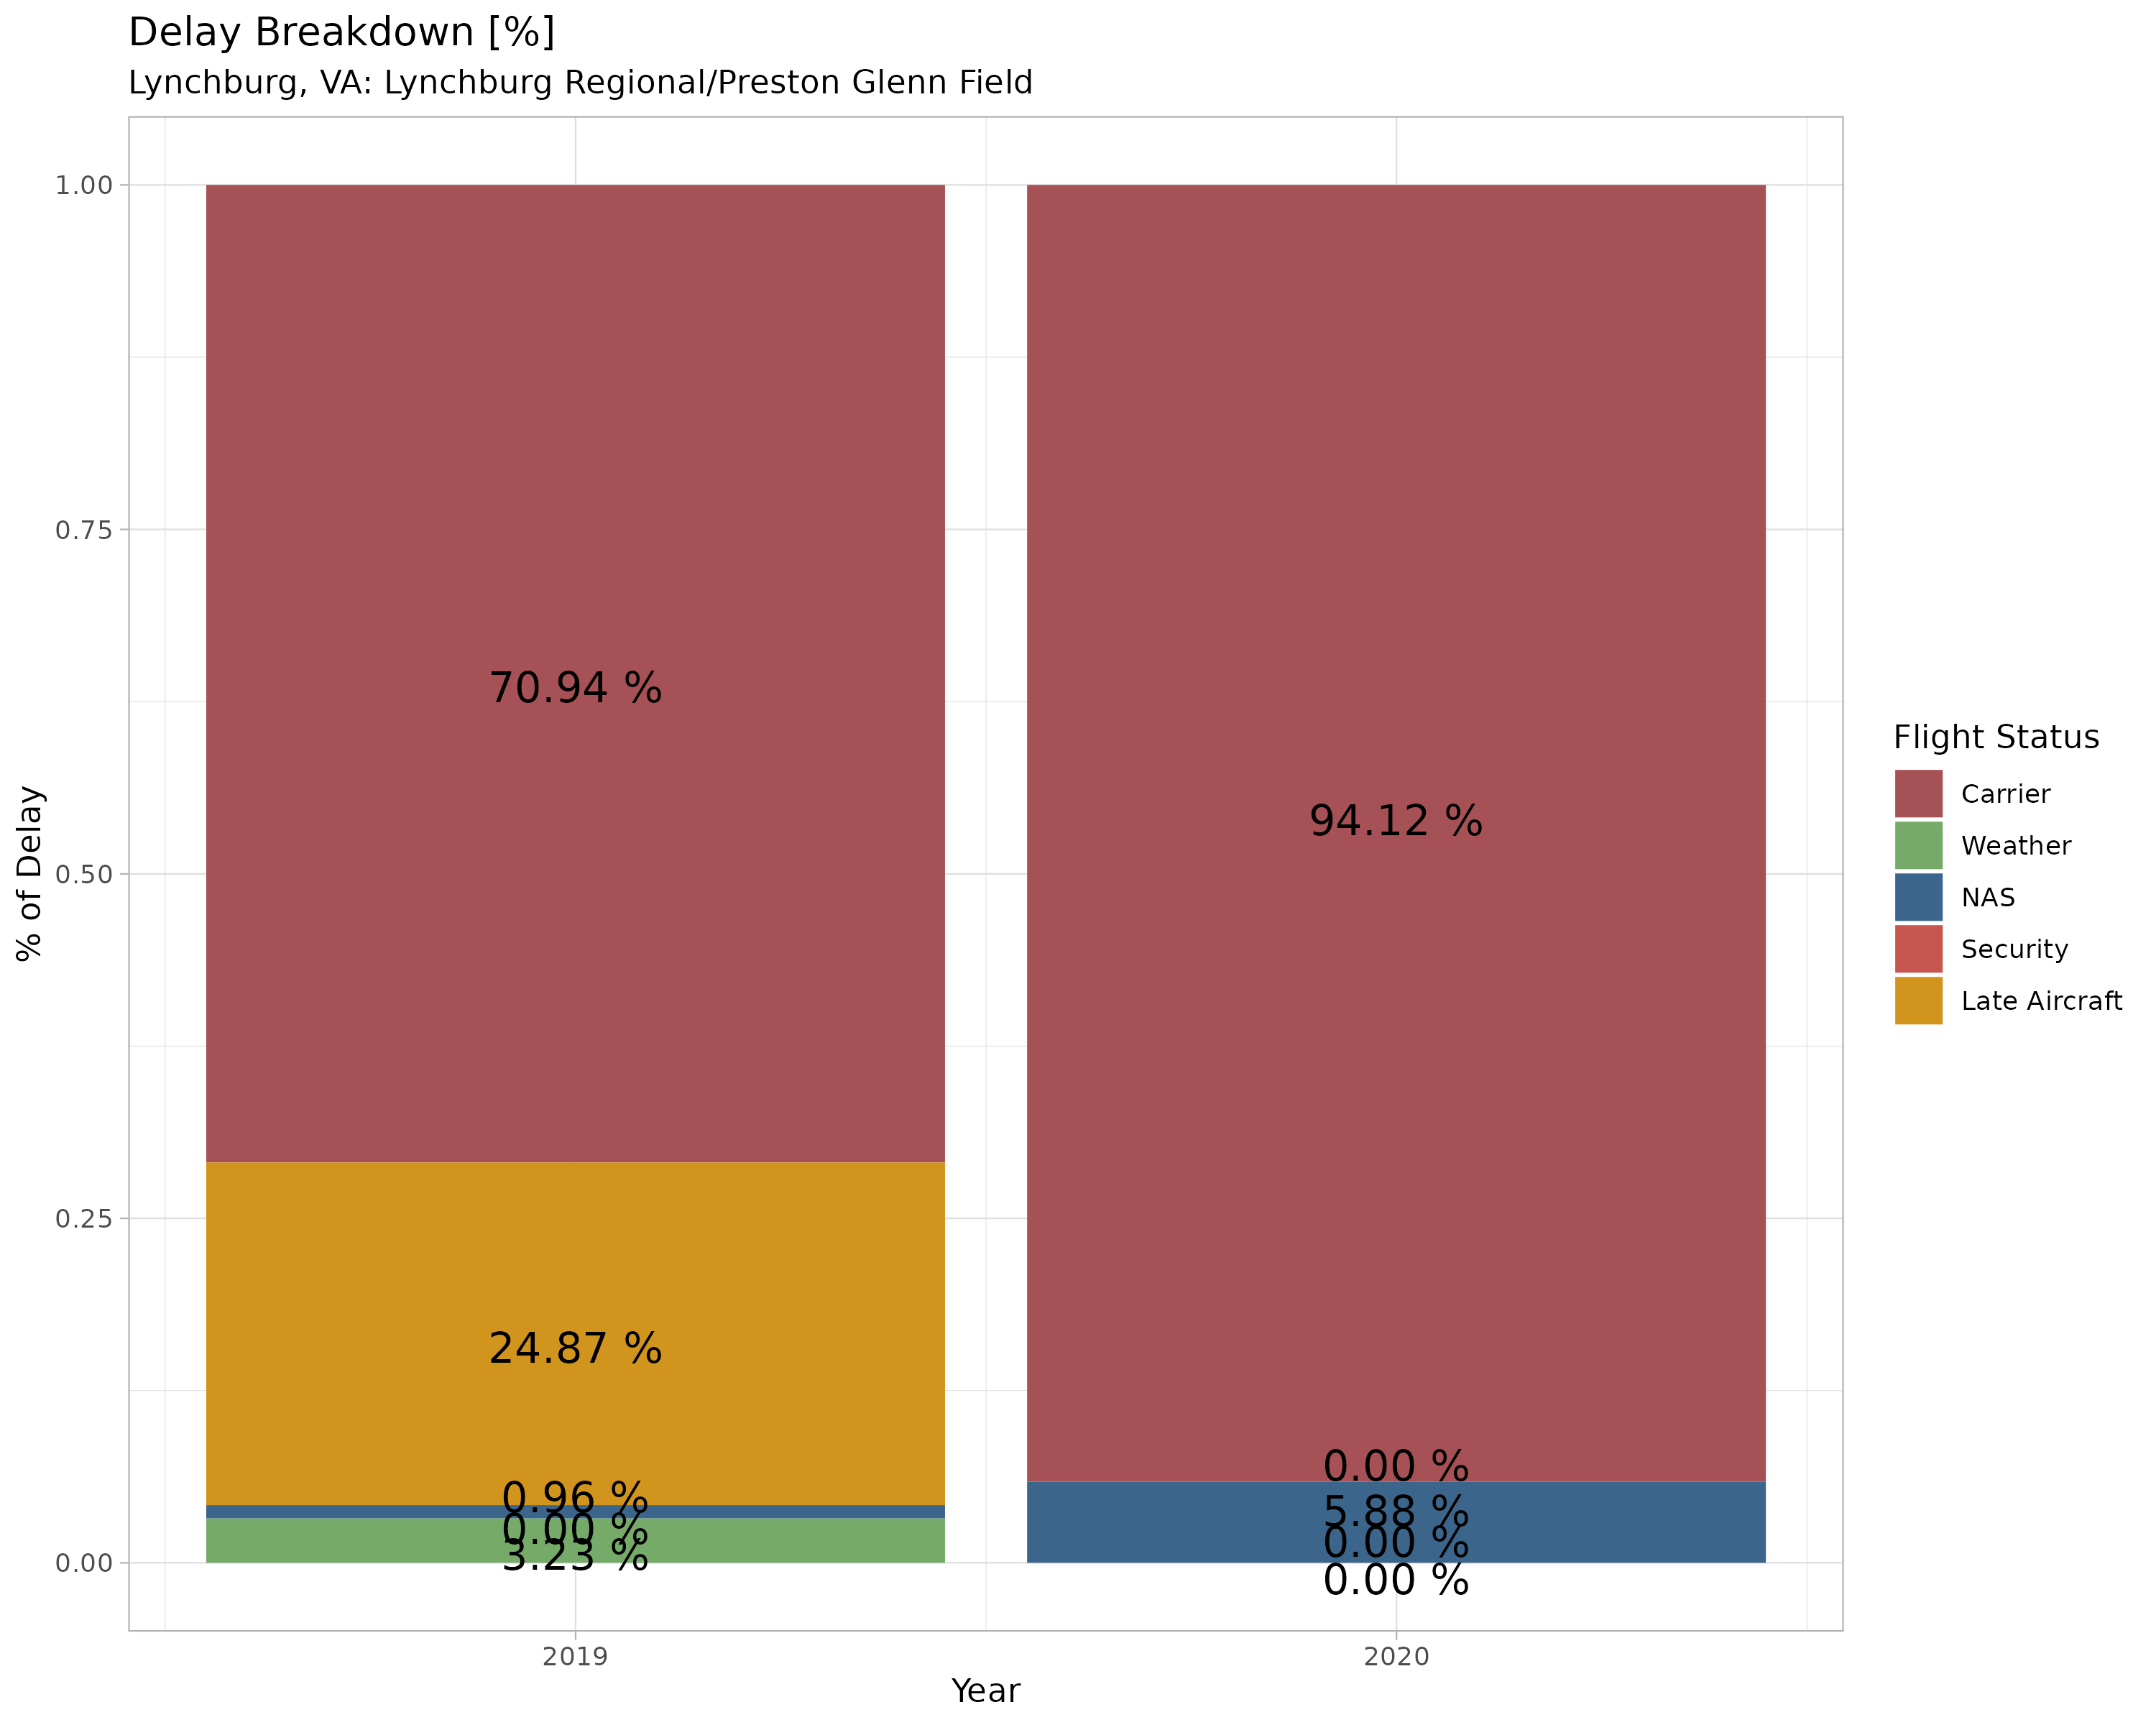 Delay Breakdown [%]
Lynchburg, VA: Lynchburg Regional/Preston Glenn Field
% of Delay
1.00
0.75
0.50
0.25
0.00
70.94 %
24.87 %
0.96 %
0.00 %
3.23 %
94.12 %
0.00 %
5.88 %
0.00 %
0.00 %
2019
2020
Year
Flight Status
Carrier
Weather
NAS
Security
Late Aircraft